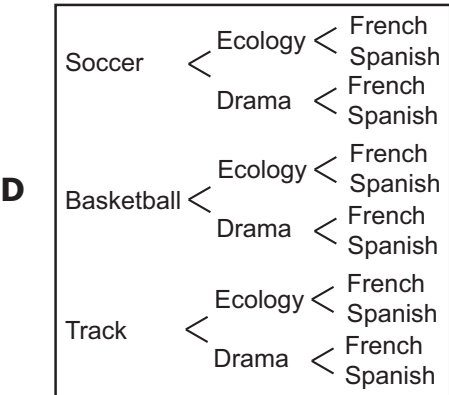 D
Soccer
Ecology
French
Spanish
Drama
French
Spanish
Basketball
Ecology
French
Spanish
Drama
French
Spanish
Track
Ecology
French
Spanish
Drama
French
Spanish